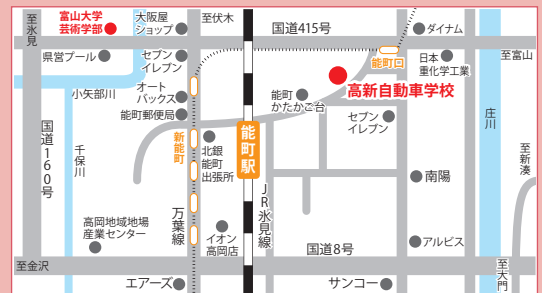 至氷見
富山大学
芸術学部
大阪屋
ショップ
至伏木
国道415号
ダイナム
至富山
県営プール
セブン
イレブン
能町口
日本
重化学工業
小矢部川
オート
バックス
能町
かたかご台
高新自動車学校
能町郵便局
セブン
イレブン
庄川
国道160号
千保川
新能町
北銀
能町
出張所
能町駅
至新湊
JR氷見線
南陽
万葉線
高岡地域地場
産業センター
イオン
高岡店
国道8号
アルビス
至金沢
至大門
エアーズ
サンコー